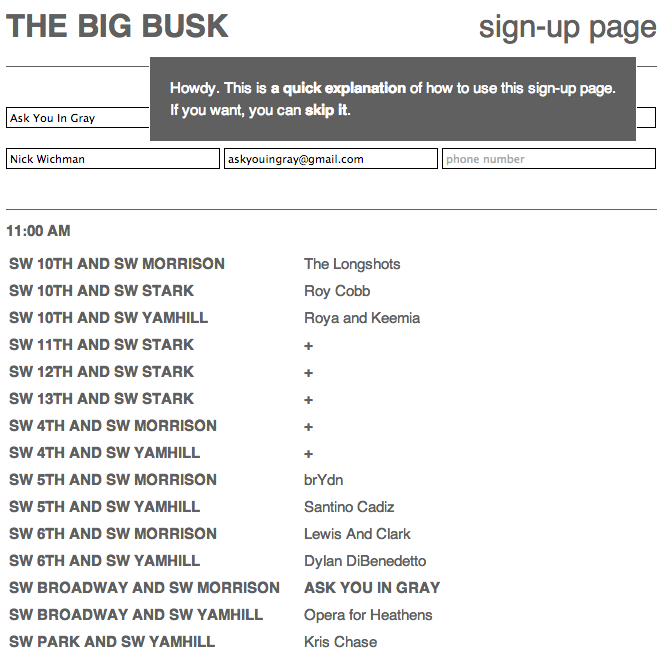 THE BIG BUSK sign-up page
Howdy. This is a quick explanation of how to use this sign-up page.
If you want, you can skip it.
Ask You In Gray
Nick Wichman askyouingray@gmail.com phone number
11:00 AM
SW 10TH AND SW MORRISON The Longshots
SW 10TH AND SW STARK Roy Cobb
SW 10TH AND SW YAMHILL Roya and Keemia
SW 11TH AND SW STARK +
SW 12TH AND SW STARK +
SW 13TH AND SW STARK +
SW 4TH AND SW MORRISON +
SW 4TH AND SW YAMHILL +
SW 5TH AND SW MORRISON brYdn
SW 5TH AND SW YAMHILL Santino Cadiz
SW 6TH AND SW MORRISON Lewis And Clark
SW 6TH AND SW YAMHILL Dylan DiBenedetto
SW BROADWAY AND SW MORRISON ASK YOU IN GRAY
SW BROADWAY AND SW YAMHILL Opera for Heathens
SW PARK AND SW YAMHILL Kris Chase